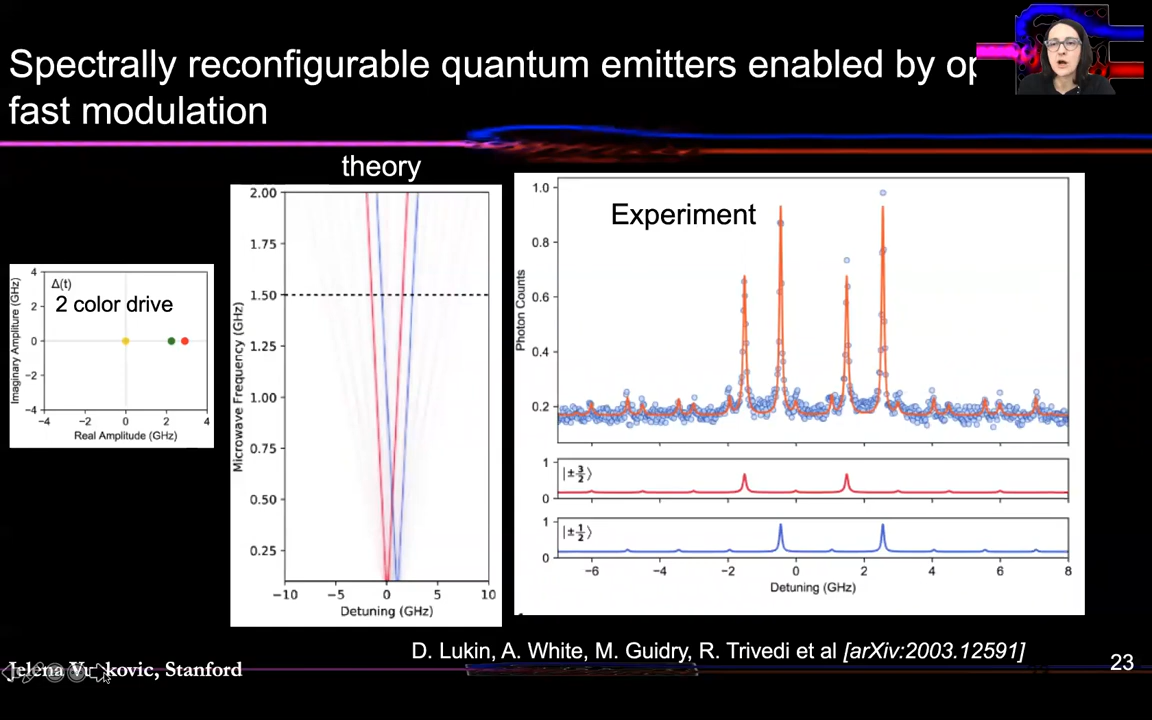 Spectrally reconfigurable quantum emitters enabled by op
fast modulation
theory
2.00
1.75
1.50
1.25
1.00
0.75
0.50
0.25
Microwave Frequency (GHz)
−10 −5 0 5 10
Detuning (GHz)
4
2
0
−2
−4
Imaginary Ampliture (GHz)
Δ(t)
2 color drive
−4 −2 0 2 4
Real Amplitude (GHz)
Experiment
1.0
0.8
0.6
0.4
0.2
Photon Counts
1
0
|±3/2⟩
1
0
|±1/2⟩
−6 −4 −2 0 2 4 6 8
Detuning (GHz)
D. Lukin, A. White, M. Guidry, R. Trivedi et al [arXiv:2003.12591]
Jelena Vuckovic, Stanford
23